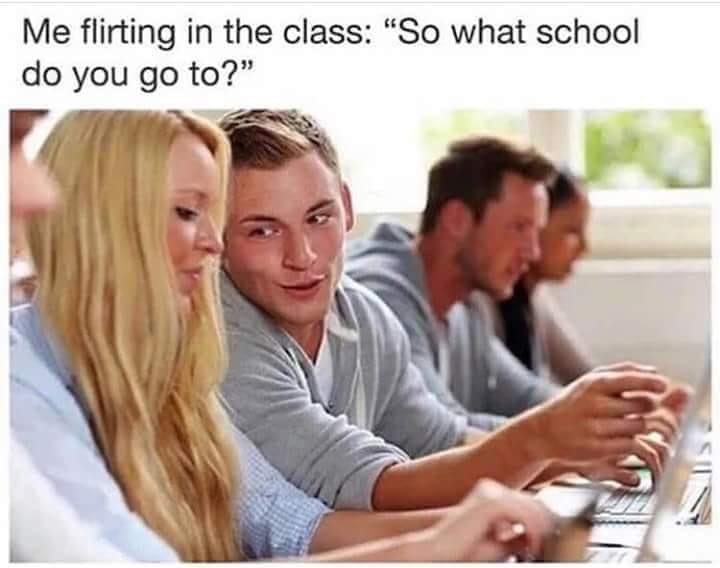 Me flirting in the class: “So what school
do you go to?”